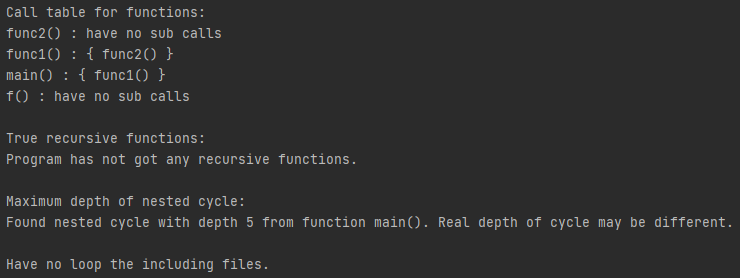 Call table for functions:
func2() : have no sub calls
func1() : { func2() }
main() : { func1() }
f() : have no sub calls
True recursive functions:
Program has not got any recursive functions.
Maximum depth of nested cycle:
Found nested cycle with depth 5 from function main(). Real depth of cycle may be different.
Have no loop the including files.